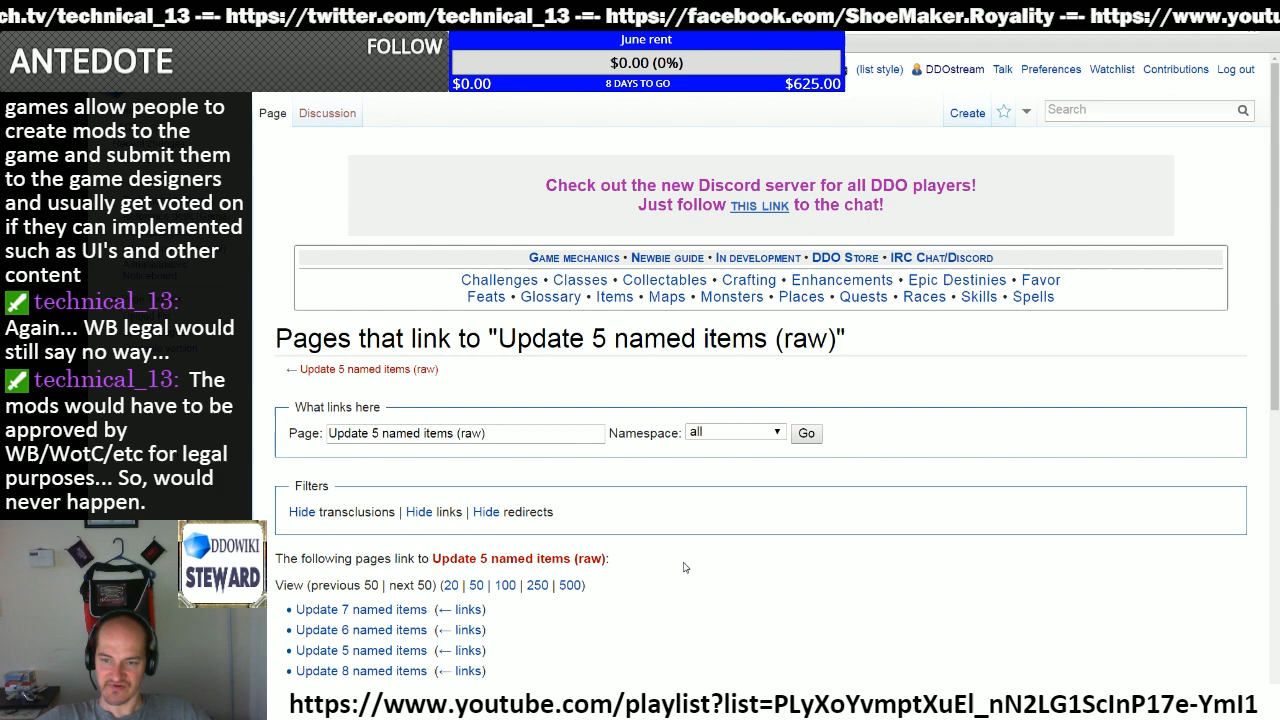 ch.tv/technical_13 -=- https://twitter.com/technical_13 -=- https://facebook.com/ShoeMaker.Royality -=- https://www.yout
ANTEDOTE
FOLLOW
June rent
$0.00 (0%)
$0.00
8 DAYS TO GO
$625.00
games allow people to
create mods to the
game and submit them
to the game designers
and usually get voted on
if they can implemented
such as UI's and other
content
technical_13:
Again... WB legal would
still say no way...
technical_13: The
mods would have to be
approved by
WB/WotC/etc for legal
purposes... So, would
never happen.
DDOWIKI
STEWARD
(list style) DDOstream Talk Preferences Watchlist Contributions Log out
Page Discussion Create Search
Check out the new Discord server for all DDO players!
Just follow THIS LINK to the chat!
Game mechanics • Newbie guide • In development • DDO Store • IRC Chat/Discord
Challenges • Classes • Collectables • Crafting • Enhancements • Epic Destinies • Favor
Feats • Glossary • Items • Maps • Monsters • Places • Quests • Races • Skills • Spells
Pages that link to "Update 5 named items (raw)"
← Update 5 named items (raw)
What links here
Page: Update 5 named items (raw) Namespace: all Go
Filters
Hide transclusions | Hide links | Hide redirects
The following pages link to Update 5 named items (raw):
View (previous 50 | next 50) (20 | 50 | 100 | 250 | 500)
• Update 7 named items (← links)
• Update 6 named items (← links)
• Update 5 named items (← links)
• Update 8 named items (← links)
https://www.youtube.com/playlist?list=PLyXoYvmptXuEl_nN2LG1ScInP17e-YmI1